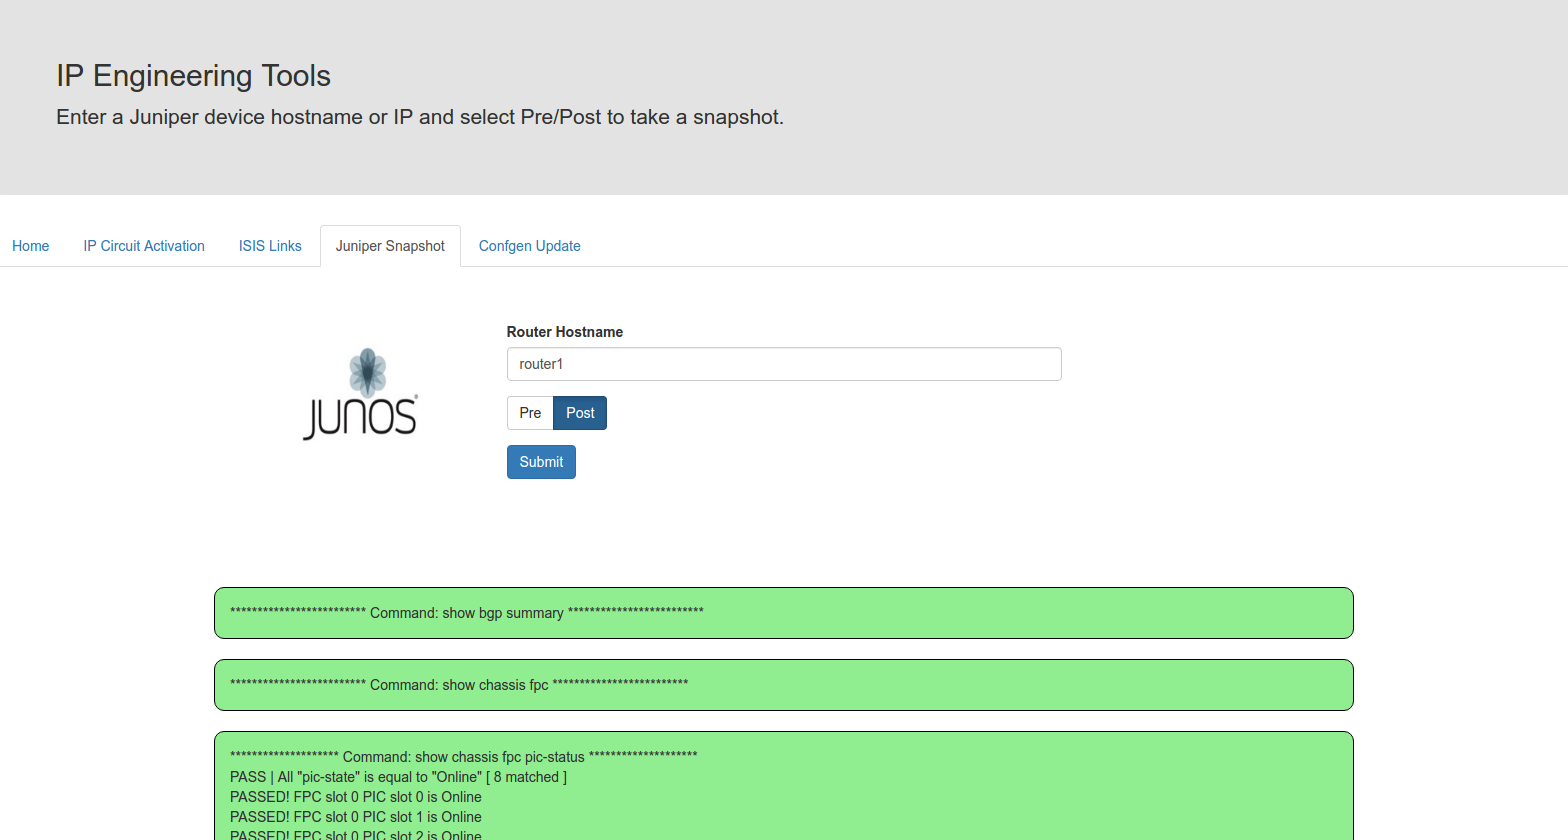 IP Engineering Tools
Enter a Juniper device hostname or IP and select Pre/Post to take a snapshot.
Home IP Circuit Activation ISIS Links Juniper Snapshot Confgen Update
Router Hostname
router1
JUNOS
Pre Post
Submit
************************* Command: show bgp summary *************************
************************* Command: show chassis fpc *************************
******************** Command: show chassis fpc pic-status ********************
PASS | All "pic-state" is equal to "Online" [ 8 matched ]
PASSED! FPC slot 0 PIC slot 0 is Online
PASSED! FPC slot 0 PIC slot 1 is Online
PASSED! FPC slot 0 PIC slot 2 is Online